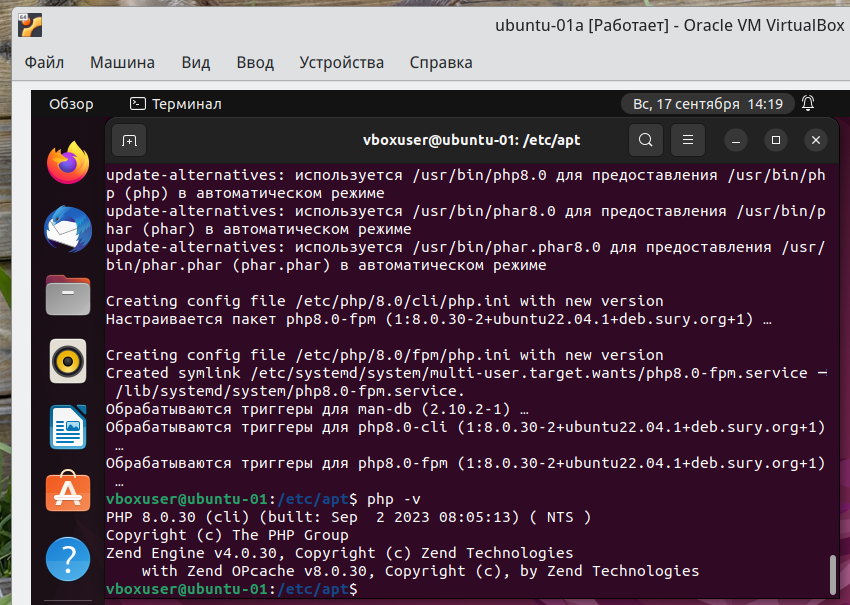 ubuntu-01a [Работает] - Oracle VM VirtualBox
Файл Машина Вид Ввод Устройства Справка
Обзор Терминал Вс, 17 сентября 14:19
vboxuser@ubuntu-01: /etc/apt
update-alternatives: используется /usr/bin/php8.0 для предоставления /usr/bin/ph
p (php) в автоматическом режиме
update-alternatives: используется /usr/bin/phar8.0 для предоставления /usr/bin/p
har (phar) в автоматическом режиме
update-alternatives: используется /usr/bin/phar.phar8.0 для предоставления /usr/
bin/phar.phar (phar.phar) в автоматическом режиме
Creating config file /etc/php/8.0/cli/php.ini with new version
Настраивается пакет php8.0-fpm (1:8.0.30-2+ubuntu22.04.1+deb.sury.org+1) …
Creating config file /etc/php/8.0/fpm/php.ini with new version
Created symlink /etc/systemd/system/multi-user.target.wants/php8.0-fpm.service →
/lib/systemd/system/php8.0-fpm.service.
Обрабатываются триггеры для man-db (2.10.2-1) …
Обрабатываются триггеры для php8.0-cli (1:8.0.30-2+ubuntu22.04.1+deb.sury.org+1)
…
Обрабатываются триггеры для php8.0-fpm (1:8.0.30-2+ubuntu22.04.1+deb.sury.org+1)
…
vboxuser@ubuntu-01:/etc/apt$ php -v
PHP 8.0.30 (cli) (built: Sep  2 2023 08:05:13) ( NTS )
Copyright (c) The PHP Group
Zend Engine v4.0.30, Copyright (c) Zend Technologies
    with Zend OPcache v8.0.30, Copyright (c), by Zend Technologies
vboxuser@ubuntu-01:/etc/apt$